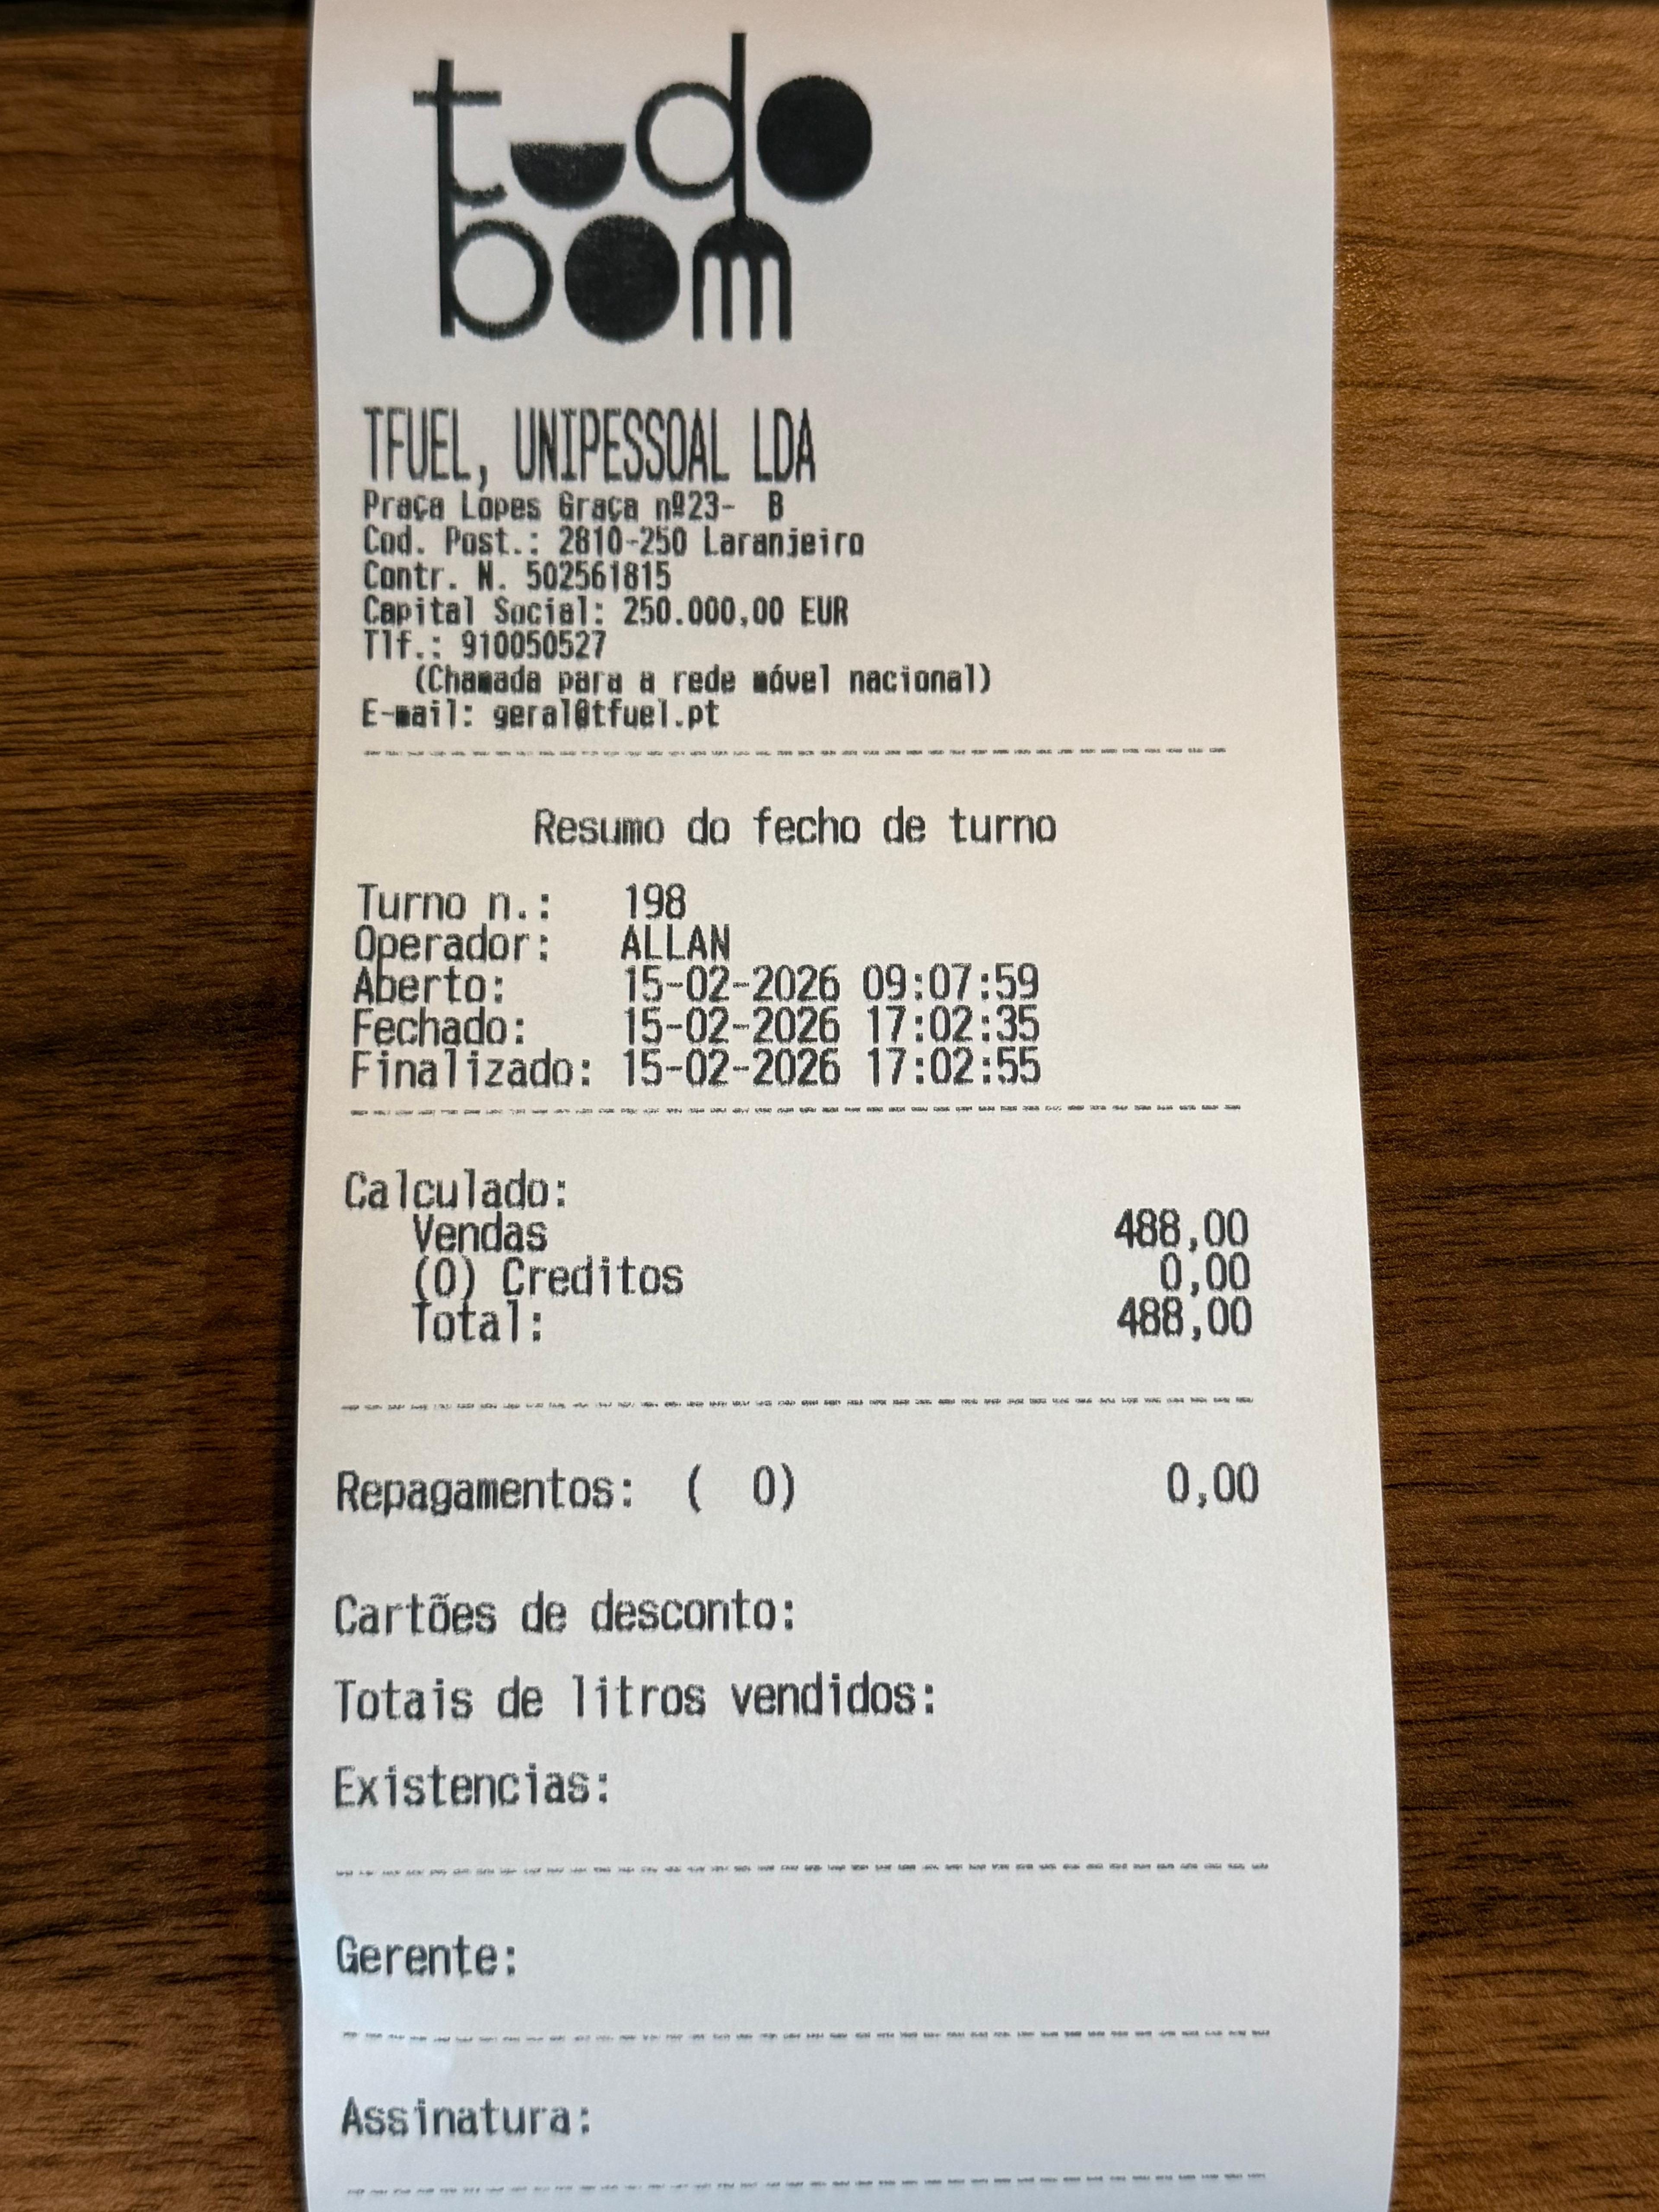 tudo
bom
TFUEL, UNIPESSOAL LDA
Praça Lopes Graça nº23- B
Cod. Post.: 2810-250 Laranjeiro
Contr. N. 502561815
Capital Social: 250.000,00 EUR
Tlf.: 910050527
(Chamada para a rede móvel nacional)
E-mail: geral@tfuel.pt
Resumo do fecho de turno
Turno n.: 198
Operador: ALLAN
Aberto: 15-02-2026 09:07:59
Fechado: 15-02-2026 17:02:35
Finalizado: 15-02-2026 17:02:55
Calculado:
Vendas 488,00
(0) Creditos 0,00
Total: 488,00
Repagamentos: ( 0) 0,00
Cartões de desconto:
Totais de litros vendidos:
Existencias:
Gerente:
Assinatura: